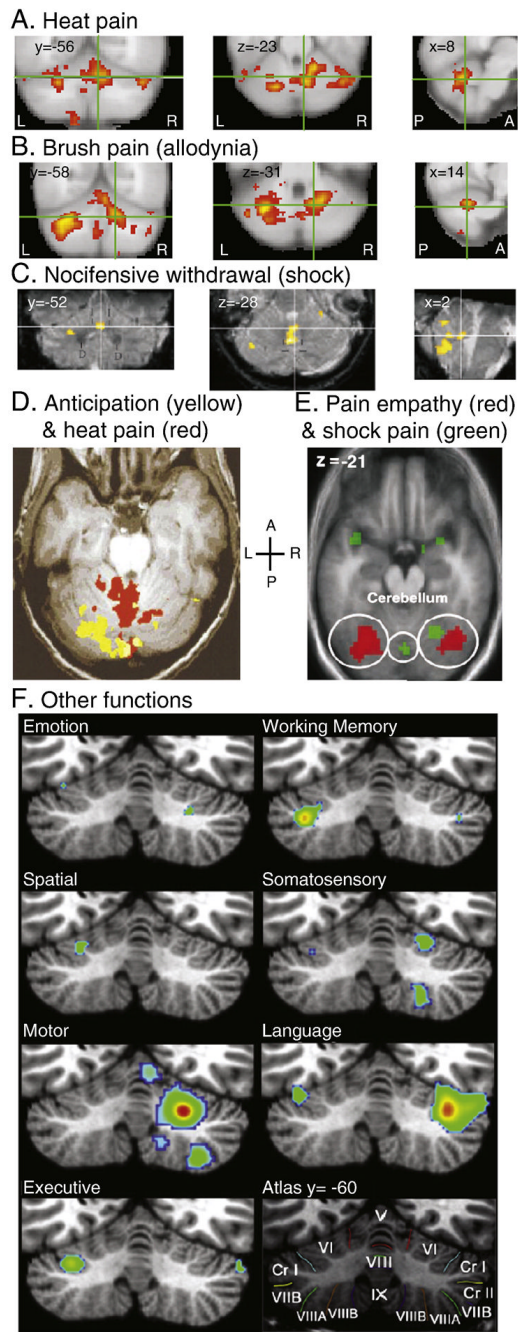 A. Heat pain
y=-56 z=-23 x=8
L R L R P A
B. Brush pain (allodynia)
y=-58 z=-31 x=14
L R L R P A
C. Nocifensive withdrawal (shock)
y=-52 z=-28 x=2
D D
D. Anticipation (yellow)
& heat pain (red)
E. Pain empathy (red)
& shock pain (green)
z =-21
A
L R
P
Cerebellum
F. Other functions
Emotion Working Memory
Spatial Somatosensory
Motor Language
Executive Atlas y= -60
V
VI VI
VIII
Cr I Cr I
Cr II
VIIB IX VIIB
VIIIA VIIIB VIIIB VIIIA